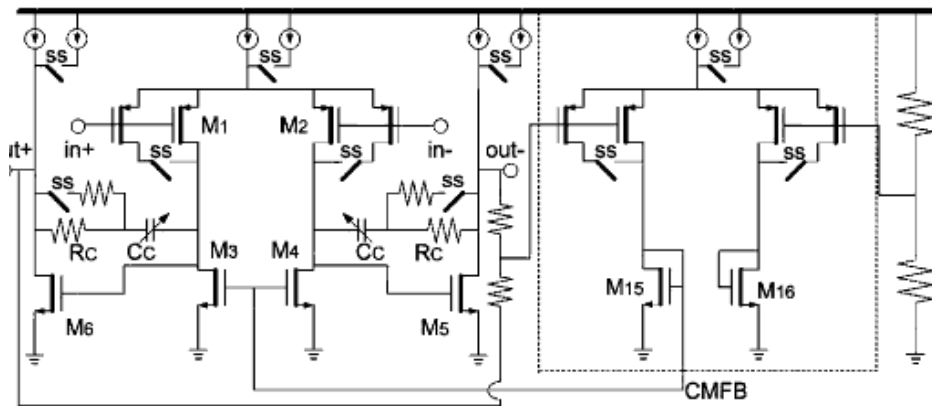 ss ss ss ss
M1 M2
in+ in- ut+ out-
ss ss ss ss
ss ss
RC CC CC RC
M3 M4
M15 M16
M6 M5
CMFB